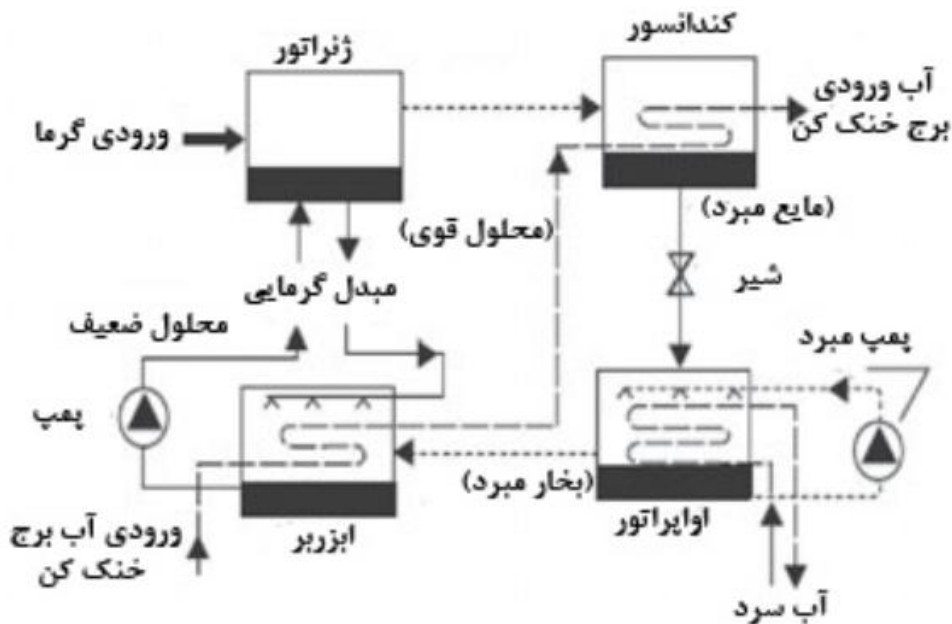 کندانسور
ژنراتور
آب ورودی
برج خنک کن
ورودی گرما
(مایع مبرد)
(محلول قوی)
شیر
مبدل گرمایی
محلول ضعیف
پمپ مبرد
پمپ
(بخار مبرد)
اواپراتور
ابزربر
ورودی آب برج
خنک کن
آب سرد